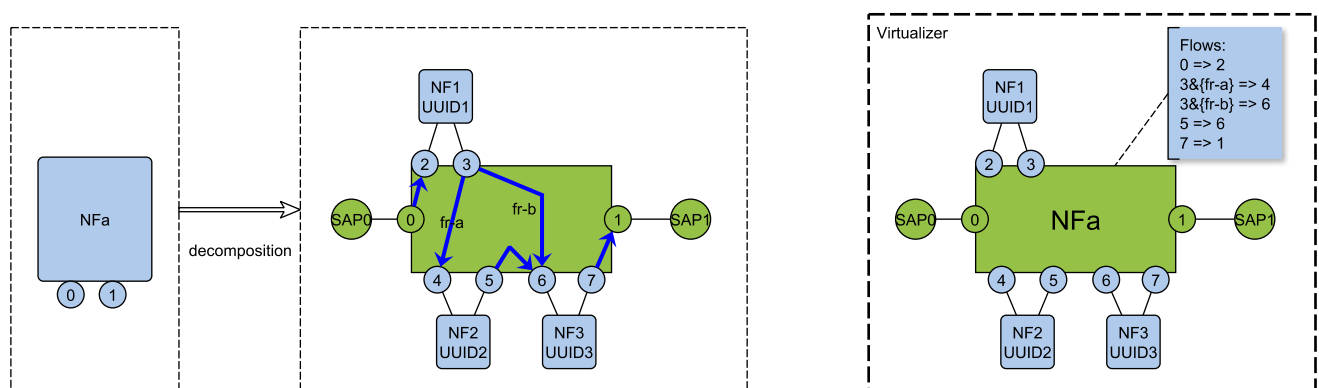 NFa
0
1
decomposition
NF1
UUID1
2
3
SAP0
0
fr-a
fr-b
1
SAP1
4
5
6
7
NF2
UUID2
NF3
UUID3
Virtualizer
Flows:
0 => 2
3&{fr-a} => 4
3&{fr-b} => 6
5 => 6
7 => 1
NF1
UUID1
2
3
SAP0
0
NFa
1
SAP1
4
5
6
7
NF2
UUID2
NF3
UUID3